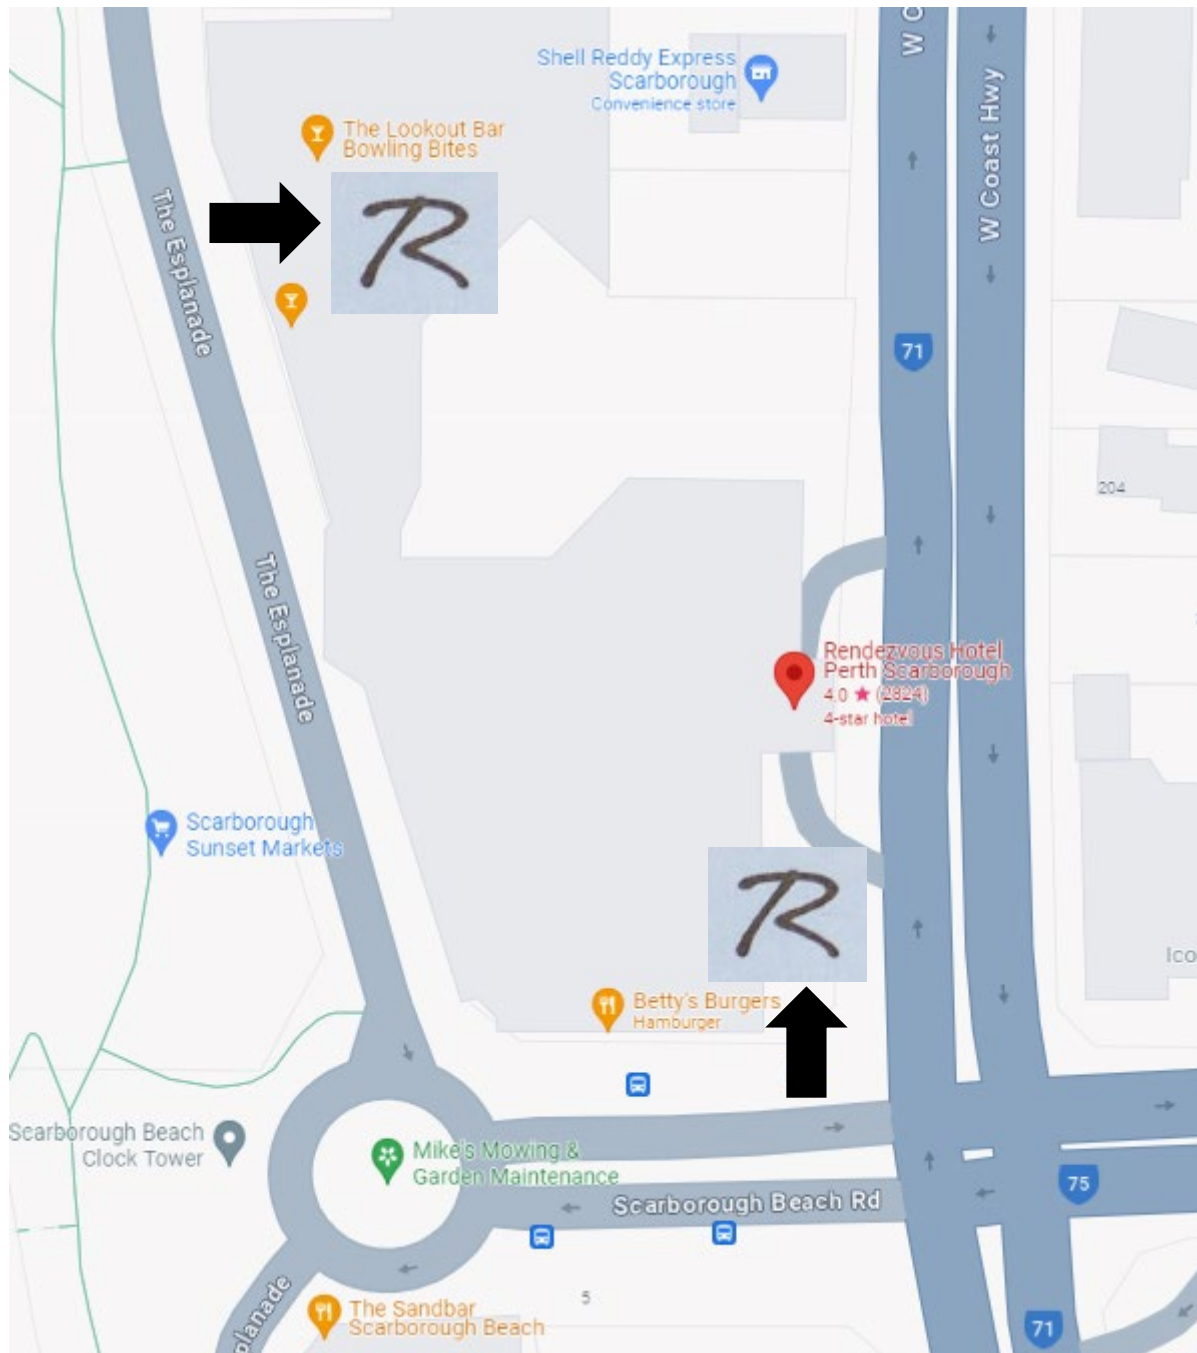 W C
Shell Reddy Express
Scarborough
Convenience store
W Coast Hwy
The Lookout Bar
Bowling Bites
R
The Esplanade
71
204
The Esplanade
Rendezvous Hotel
Perth Scarborough
4.0 ★ (2824)
4-star hotel
Scarborough
Sunset Markets
R
Ico
Betty's Burgers
Hamburger
Scarborough Beach
Clock Tower
Mike's Mowing &
Garden Maintenance
75
Scarborough Beach Rd
5
planade
The Sandbar
Scarborough Beach
71